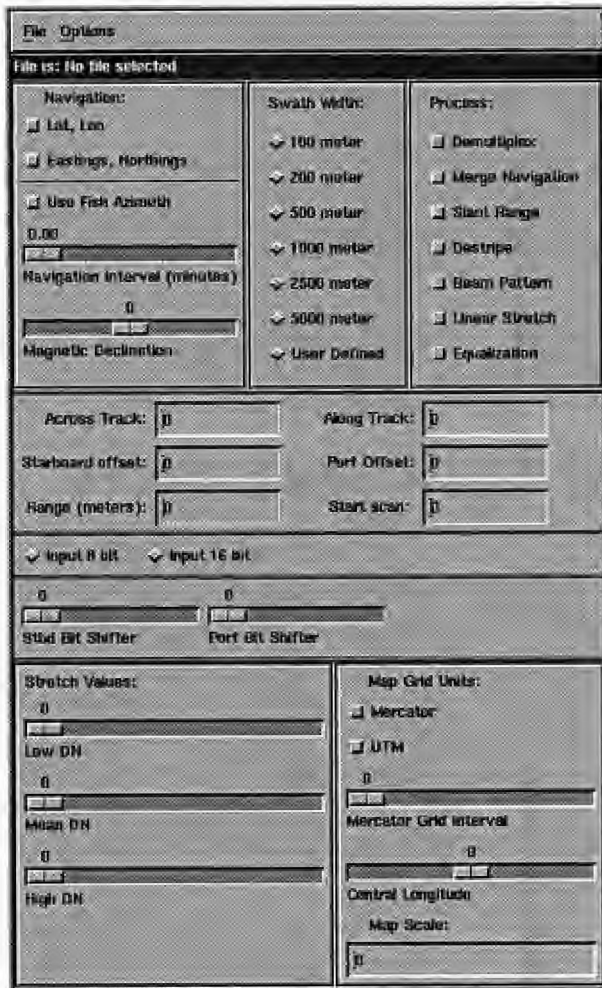 File Options
File is: No file selected
Navigation:
Lat, Lon
Eastings, Northings
Use Fish Azimuth
0.00
Navigation Interval (minutes)
0
Magnetic Declination
Swath Width:
100 meter
200 meter
500 meter
1000 meter
2500 meter
5000 meter
User Defined
Process:
Demultiplex
Merge Navigation
Slant Range
Destripe
Beam Pattern
Linear Stretch
Equalization
Across Track: 0
Along Track: 0
Starboard offset: 0
Port Offset: 0
Range (meters): 0
Start scan: 0
Input 8 bit Input 16 bit
0 0
Stbd Bit Shifter Port Bit Shifter
Stretch Values:
0
Low DN
0
Mean DN
0
High DN
Map Grid Units:
Mercator
UTM
0
Mercator Grid Interval
0
Central Longitude
Map Scale:
0